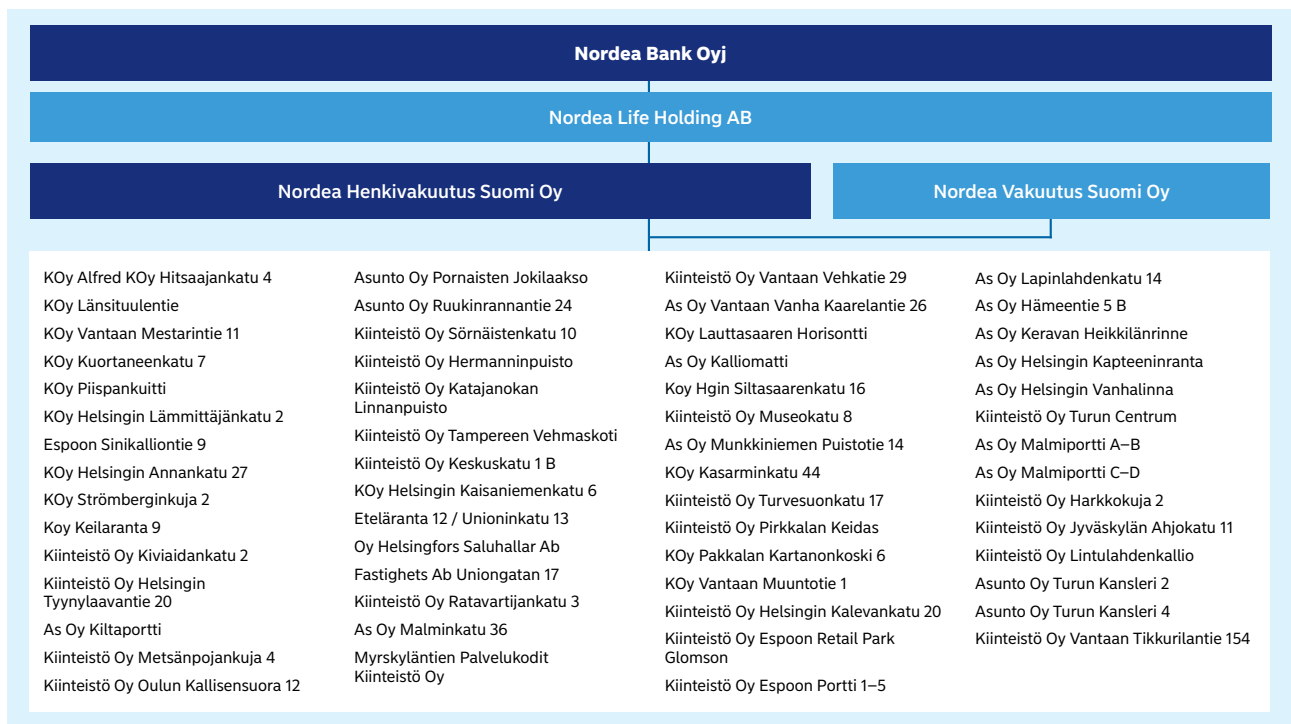 Nordea Bank Oyj
Nordea Life Holding AB
Nordea Henkivakuutus Suomi Oy
Nordea Vakuutus Suomi Oy
KOy Alfred KOy Hitsaajankatu 4
KOy Länsituulentie
KOy Vantaan Mestarintie 11
KOy Kuortaneenkatu 7
KOy Piispankuitti
KOy Helsingin Lämmittäjänkatu 2
Espoon Sinikalliontie 9
KOy Helsingin Annankatu 27
KOy Strömberginkuja 2
Koy Keilaranta 9
Kiinteistö Oy Kiviaidankatu 2
Kiinteistö Oy Helsingin
Tyynylaavantie 20
As Oy Kiltaportti
Kiinteistö Oy Metsänpojankuja 4
Kiinteistö Oy Oulun Kallisensuora 12
Asunto Oy Pornaisten Jokilaakso
Asunto Oy Ruukinrannantie 24
Kiinteistö Oy Sörnäistenkatu 10
Kiinteistö Oy Hermanninpuisto
Kiinteistö Oy Katajanokan
Linnanpuisto
Kiinteistö Oy Tampereen Vehmaskoti
Kiinteistö Oy Keskuskatu 1 B
KOy Helsingin Kaisaniemenkatu 6
Eteläranta 12 / Unioninkatu 13
Oy Helsingfors Saluhallar Ab
Fastighets Ab Uniongatan 17
Kiinteistö Oy Ratavartijankatu 3
As Oy Malminkatu 36
Myrskyläntien Palvelukodit
Kiinteistö Oy
Kiinteistö Oy Vantaan Vehkatie 29
As Oy Vantaan Vanha Kaarelantie 26
KOy Lauttasaaren Horisontti
As Oy Kalliomatti
Koy Hgin Siltasaarenkatu 16
Kiinteistö Oy Museokatu 8
As Oy Munkkiniemen Puistotie 14
KOy Kasarminkatu 44
Kiinteistö Oy Turvesuonkatu 17
Kiinteistö Oy Pirkkalan Keidas
KOy Pakkalan Kartanonkoski 6
KOy Vantaan Muuntotie 1
Kiinteistö Oy Helsingin Kalevankatu 20
Kiinteistö Oy Espoon Retail Park
Glomson
Kiinteistö Oy Espoon Portti 1–5
As Oy Lapinlahdenkatu 14
As Oy Hämeentie 5 B
As Oy Keravan Heikkilänrinne
As Oy Helsingin Kapteeninranta
As Oy Helsingin Vanhalinna
Kiinteistö Oy Turun Centrum
As Oy Malmiportti A–B
As Oy Malmiportti C–D
Kiinteistö Oy Harkkokuja 2
Kiinteistö Oy Jyväskylän Ahjokatu 11
Kiinteistö Oy Lintulahdenkallio
Asunto Oy Turun Kansleri 2
Asunto Oy Turun Kansleri 4
Kiinteistö Oy Vantaan Tikkurilantie 154